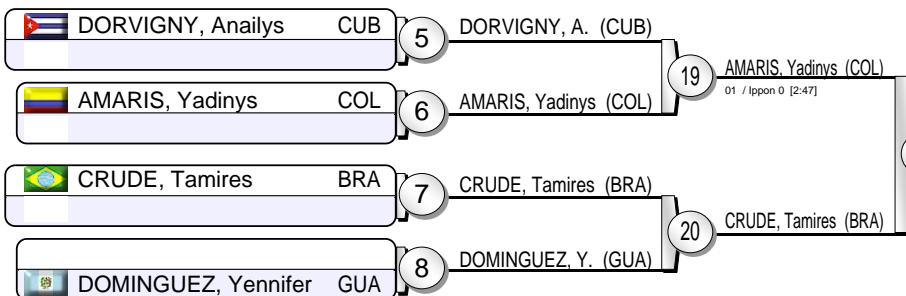 DORVIGNY, Anailys CUB
5
DORVIGNY, A. (CUB)
19
AMARIS, Yadinys (COL)
01 / Ippon 0 [2:47]
AMARIS, Yadinys COL
6
AMARIS, Yadinys (COL)
CRUDE, Tamires BRA
7
CRUDE, Tamires (BRA)
20
CRUDE, Tamires (BRA)
DOMINGUEZ, Yennifer GUA
8
DOMINGUEZ, Y. (GUA)